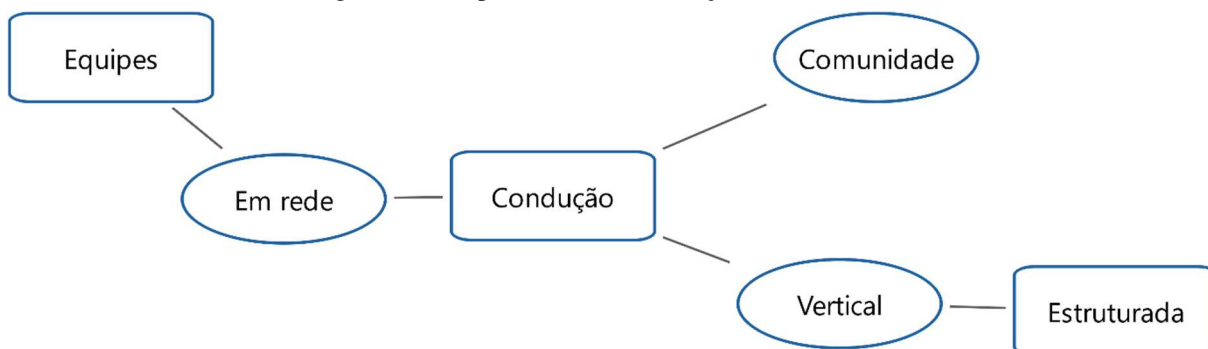 Equipes
Comunidade
Em rede
Condução
Vertical
Estruturada